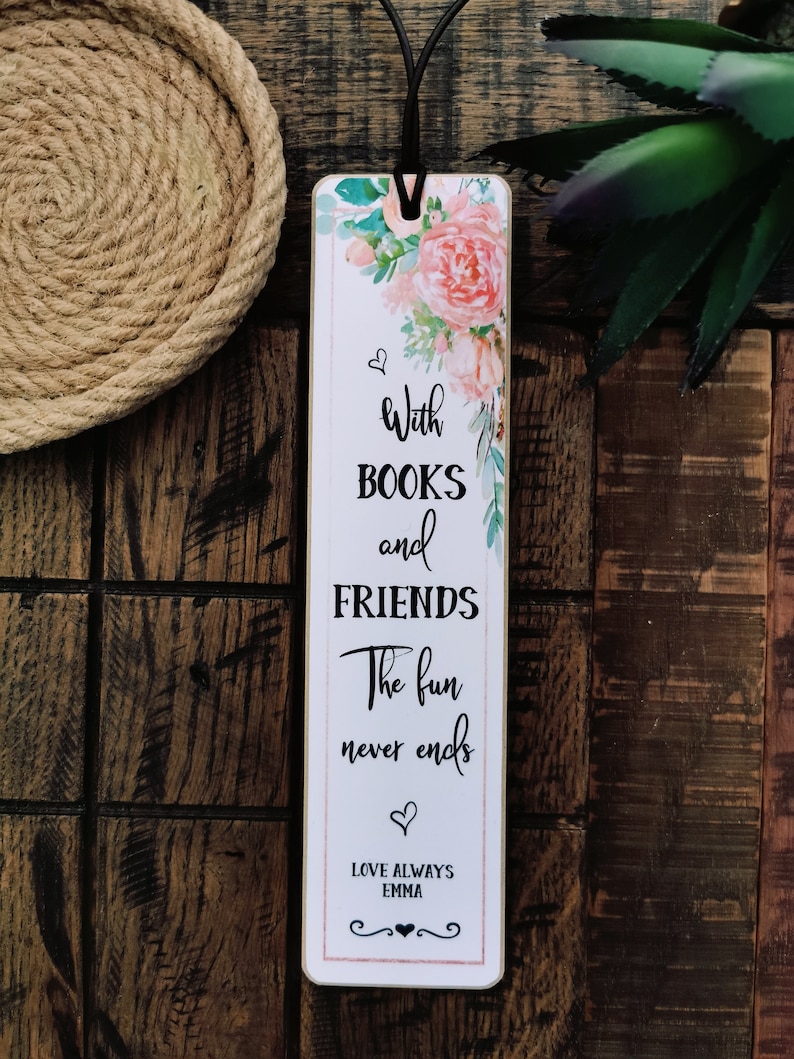 With
BOOKS
and
FRIENDS
The fun
never ends
LOVE ALWAYS
EMMA